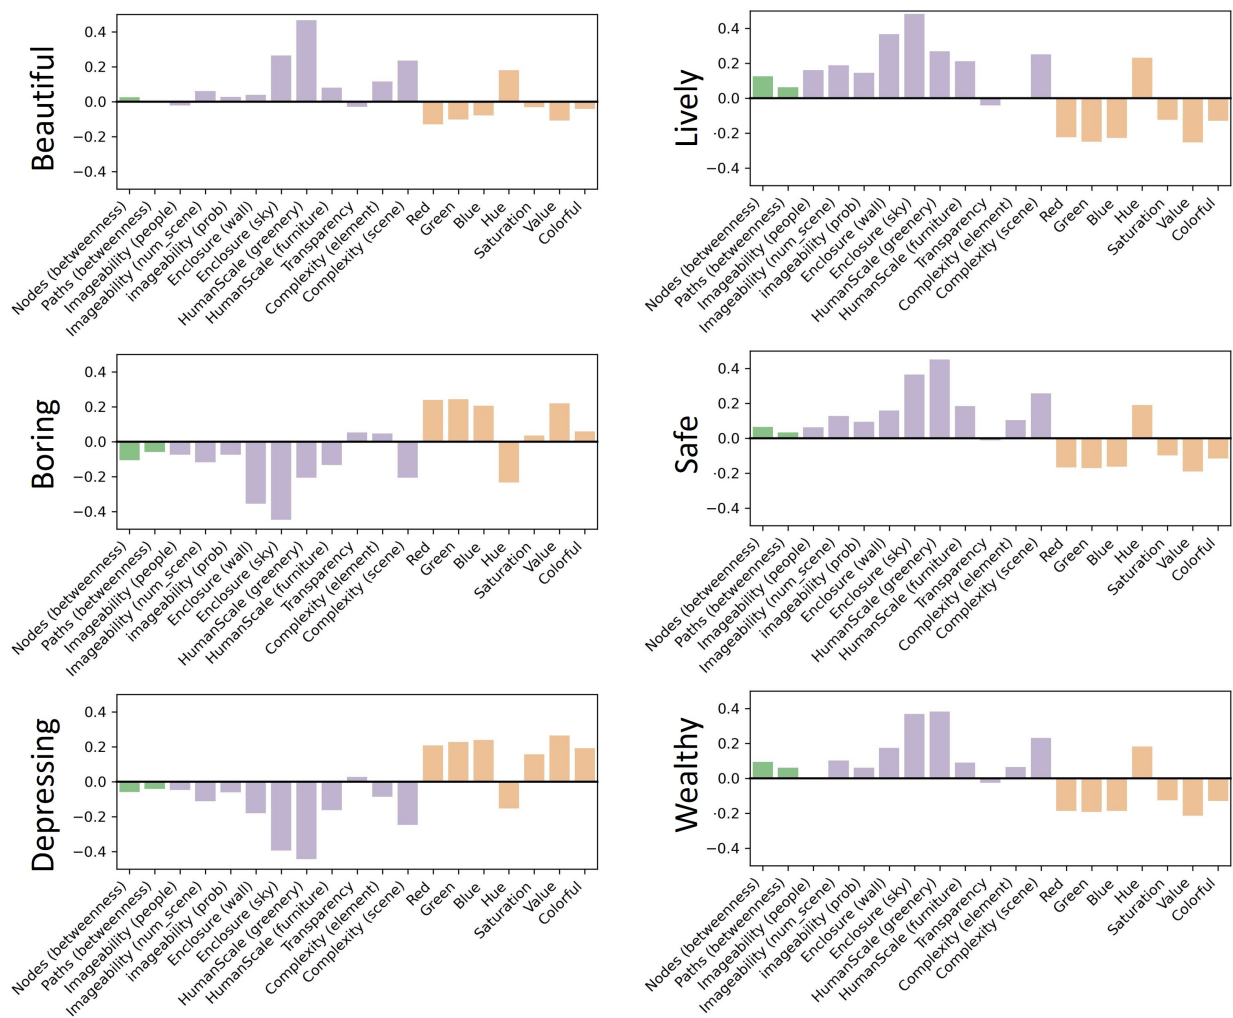 Beautiful
0.4
0.2
0.0
−0.2
−0.4
Nodes (betweenness)
Paths (betweenness)
Imageability (people)
Imageability (num_scene)
imageability (prob)
Enclosure (wall)
Enclosure (sky)
HumanScale (greenery)
HumanScale (furniture)
Transparency
Complexity (element)
Complexity (scene)
Red
Green
Blue
Hue
Saturation
Value
Colorful
Lively
0.4
0.2
0.0
-0.2
−0.4
Nodes (betweenness)
Paths (betweenness)
Imageability (people)
Imageability (num_scene)
imageability (prob)
Enclosure (wall)
Enclosure (sky)
HumanScale (greenery)
HumanScale (furniture)
Transparency
Complexity (element)
Complexity (scene)
Red
Green
Blue
Hue
Saturation
Value
Colorful
Boring
0.4
0.2
0.0
−0.2
−0.4
Nodes (betweenness)
Paths (betweenness)
Imageability (people)
Imageability (num_scene)
imageability (prob)
Enclosure (wall)
Enclosure (sky)
HumanScale (greenery)
HumanScale (furniture)
Transparency
Complexity (element)
Complexity (scene)
Red
Green
Blue
Hue
Saturation
Value
Colorful
Safe
0.4
0.2
0.0
-0.2
−0.4
Nodes (betweenness)
Paths (betweenness)
Imageability (people)
Imageability (num_scene)
imageability (prob)
Enclosure (wall)
Enclosure (sky)
HumanScale (greenery)
HumanScale (furniture)
Transparency
Complexity (element)
Complexity (scene)
Red
Green
Blue
Hue
Saturation
Value
Colorful
Depressing
0.4
0.2
0.0
−0.2
−0.4
Nodes (betweenness)
Paths (betweenness)
Imageability (people)
Imageability (num_scene)
imageability (prob)
Enclosure (wall)
Enclosure (sky)
HumanScale (greenery)
HumanScale (furniture)
Transparency
Complexity (element)
Complexity (scene)
Red
Green
Blue
Hue
Saturation
Value
Colorful
Wealthy
0.4
0.2
0.0
-0.2
−0.4
Nodes (betweenness)
Paths (betweenness)
Imageability (people)
Imageability (num_scene)
imageability (prob)
Enclosure (wall)
Enclosure (sky)
HumanScale (greenery)
HumanScale (furniture)
Transparency
Complexity (element)
Complexity (scene)
Red
Green
Blue
Hue
Saturation
Value
Colorful